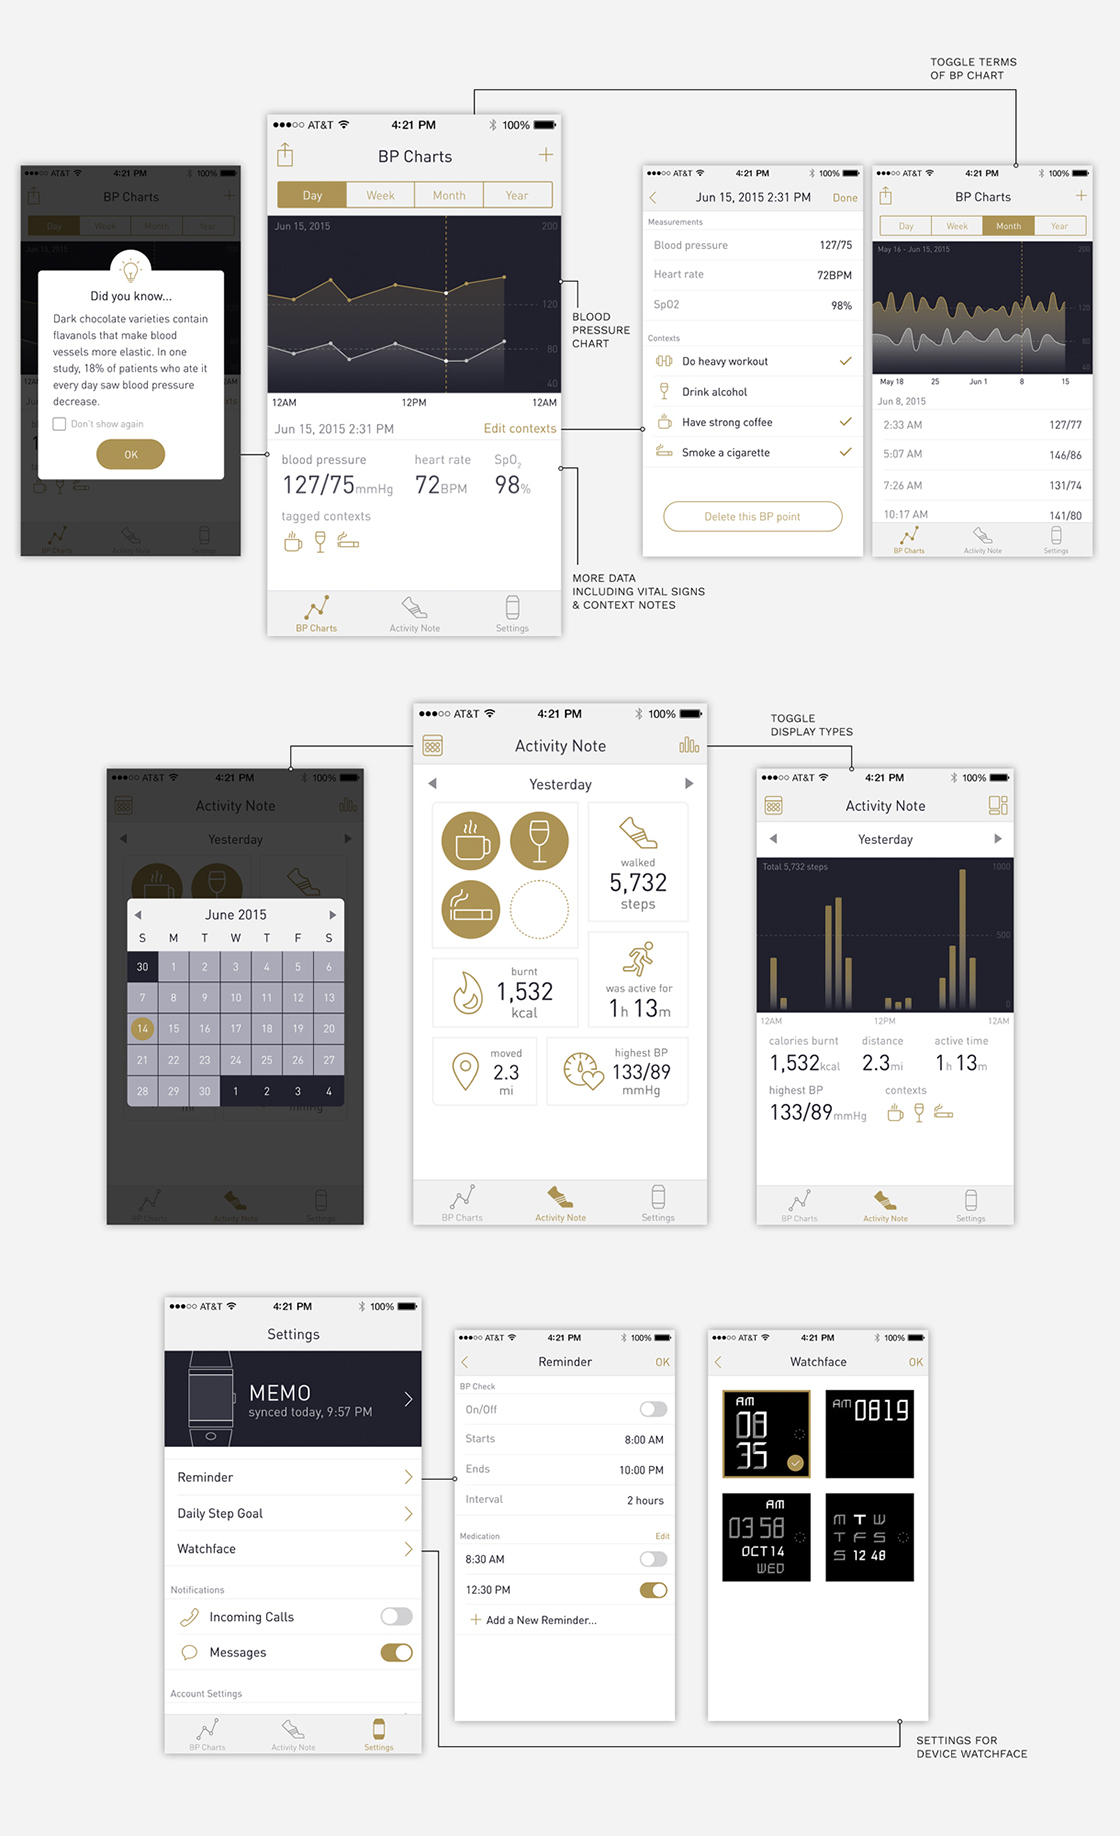 TOGGLE TERMS
OF BP CHART
AT&T 4:21 PM 100%
BP Charts
Day Week Month Year
Jun 15, 2015
Did you know...
Dark chocolate varieties contain
flavanols that make blood
vessels more elastic. In one
study, 18% of patients who ate it
every day saw blood pressure
decrease.
Don't show again
OK
BP Charts Activity Note Settings
AT&T 4:21 PM 100%
BP Charts
Day Week Month Year
Jun 15, 2015 200
120
80
40
12AM 12PM 12AM
Jun 15, 2015 2:31 PM Edit contexts
blood pressure heart rate SpO2
127/75mmHg 72BPM 98%
tagged contexts
BP Charts Activity Note Settings
BLOOD
PRESSURE
CHART
MORE DATA
INCLUDING VITAL SIGNS
& CONTEXT NOTES
AT&T 4:21 PM 100%
Jun 15, 2015 2:31 PM Done
Measurements
Blood pressure 127/75
Heart rate 72BPM
SpO2 98%
Contexts
Do heavy workout
Drink alcohol
Have strong coffee
Smoke a cigarette
Delete this BP point
AT&T 4:21 PM 100%
BP Charts
Day Week Month Year
May 16 - Jun 15, 2015 200
120
80
40
May 18 25 Jun 1 8 15
Jun 8, 2015
2:33 AM 127/77
5:07 AM 146/86
7:26 AM 131/74
10:17 AM 141/80
BP Charts Activity Note Settings
TOGGLE
DISPLAY TYPES
AT&T 4:21 PM 100%
Activity Note
Yesterday
June 2015
S M T W T F S
30 1 2 3 4 5 6
7 8 9 10 11 12 13
14 15 16 17 18 19 20
21 22 23 24 25 26 27
28 29 30 1 2 3 4
mi mmHg
BP Charts Activity Note Settings
AT&T 4:21 PM 100%
Activity Note
Yesterday
walked
5,732
steps
burnt
1,532
kcal
was active for
1h 13m
moved
2.3
mi
highest BP
133/89
mmHg
BP Charts Activity Note Settings
AT&T 4:21 PM 100%
Activity Note
Yesterday
Total 5,732 steps 1000
500
0
12AM 12PM 12AM
calories burnt distance active time
1,532kcal 2.3mi 1h 13m
highest BP contexts
133/89mmHg
BP Charts Activity Note Settings
AT&T 4:21 PM 100%
Settings
MEMO
synced today, 9:57 PM
Reminder
Daily Step Goal
Watchface
Notifications
Incoming Calls
Messages
Account Settings
BP Charts Activity Note Settings
AT&T 4:21 PM 100%
Reminder OK
BP Check
On/Off
Starts 8:00 AM
Ends 10:00 PM
Interval 2 hours
Medication Edit
8:30 AM
12:30 PM
+ Add a New Reminder...
AT&T 4:21 PM 100%
Watchface OK
AM
08
35
AM 0819
AM
03 58
OCT 14
WED
M T W
T F S
S 12 48
SETTINGS FOR
DEVICE WATCHFACE